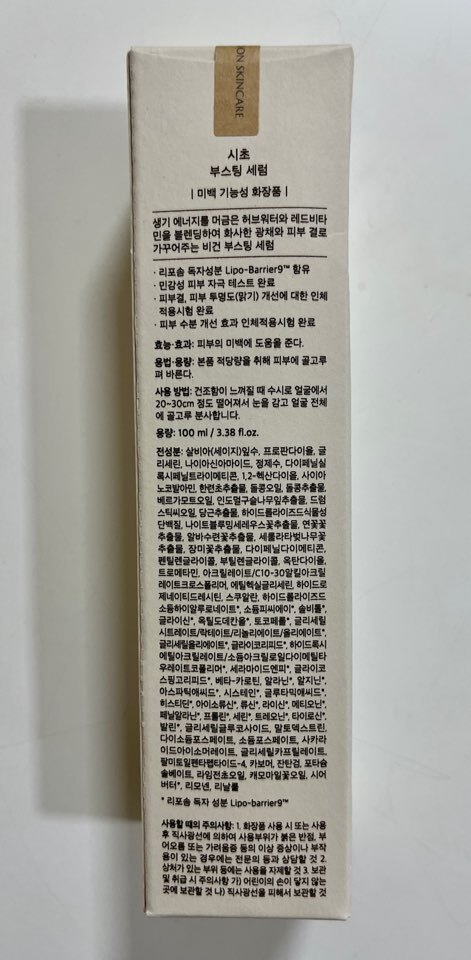 ON SKINCARE
시초
부스팅 세럼
| 미백 기능성 화장품 |
생기 에너지를 머금은 허브워터와 레드비타
민을 블렌딩하여 화사한 광채와 피부 결로
가꾸어주는 비건 부스팅 세럼
· 리포솜 독자성분 Lipo-Barrier9™ 함유
· 민감성 피부 자극 테스트 완료
· 피부결, 피부 투명도(맑기) 개선에 대한 인체
적용시험 완료
· 피부 수분 개선 효과 인체적용시험 완료
효능·효과: 피부의 미백에 도움을 준다.
용법·용량: 본품 적당량을 취해 피부에 골고루
펴 바른다.
사용 방법: 건조함이 느껴질 때 수시로 얼굴에서
20~30cm 정도 떨어져서 눈을 감고 얼굴 전체
에 골고루 분사합니다.
용량: 100 ml / 3.38 fl.oz.
전성분: 살비아(세이지)잎수, 프로판다이올, 글
리세린, 나이아신아마이드, 정제수, 다이페닐실
록시페닐트라이메티콘, 1,2-헥산다이올, 사이아
노코발아민, 한련초추출물, 돌콩오일, 돌콩추출물,
베르가모트오일, 인도멀구슬나무잎추출물, 드럼
스틱씨오일, 당근추출물, 하이드롤라이즈드식물성
단백질, 나이트블루밍세레우스꽃추출물, 연꽃꽃
추출물, 알바수련꽃추출물, 세룰라타벚나무꽃
추출물, 장미꽃추출물, 다이페닐다이메티콘,
펜틸렌글라이콜, 부틸렌글라이콜, 옥탄다이올,
트로메타민, 아크릴레이트/C10-30알킬아크릴
레이트크로스폴리머, 에틸헥실글리세린, 하이드로
제네이티드레시틴, 스쿠알란, 하이드롤라이즈드
소듐하이알루로네이트*, 소듐피씨에이*, 솔비톨*,
글라이신*, 옥틸도데칸올*, 토코페롤*, 글리세릴
시트레이트/락테이트/리놀리에이트/올리에이트*,
글리세릴올리에이트*, 글라이코리피드*, 하이드록시
에틸아크릴레이트/소듐아크릴로일다이메틸타
우레이트코폴리머*, 세라마이드엔피*, 글라이코
스핑고리피드*, 베타-카로틴, 알라닌*, 알지닌*,
아스파틱애씨드*, 시스테인*, 글루타믹애씨드*,
히스티딘*, 아이소류신*, 류신*, 라이신*, 메티오닌*,
페닐알라닌*, 프롤린*, 세린*, 트레오닌*, 타이로신*,
발린*, 글리세릴글루코사이드, 말토덱스트린,
다이소듐포스페이트, 소듐포스페이트, 사카라
이드아이소머레이트, 글리세릴카프릴레이트,
팔미토일펜타펩타이드-4, 카보머, 잔탄검, 포타슘
솔베이트, 라임전초오일, 캐모마일꽃오일, 시어
버터*, 리모넨, 리날룰
* 리포솜 독자 성분 Lipo-barrier9™
사용할 때의 주의사항: 1. 화장품 사용 시 또는 사용
후 직사광선에 의하여 사용부위가 붉은 반점, 부
어오름 또는 가려움증 등의 이상 증상이나 부작
용이 있는 경우에는 전문의 등과 상담할 것 2.
상처가 있는 부위 등에는 사용을 자제할 것 3. 보관
및 취급 시 주의사항 가) 어린이의 손이 닿지 않는
곳에 보관할 것 나) 직사광선을 피해서 보관할 것